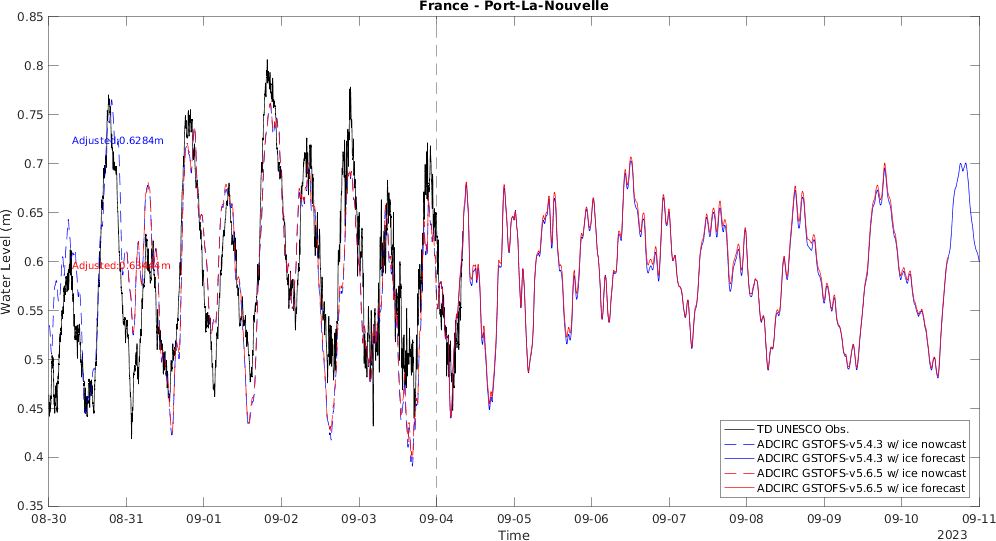 France - Port-La-Nouvelle
0.85
0.8
0.75
0.7
0.65
0.6
0.55
0.5
0.45
0.4
0.35
Water Level (m)
Adjusted:0.6284m
08-30
08-31
09-01
09-02
09-03
09-04
09-05
09-06
09-07
09-08
09-09
09-10
09-11
Time
2023
TD UNESCO Obs.
ADCIRC GSTOFS-v5.4.3 w/ ice nowcast
ADCIRC GSTOFS-v5.4.3 w/ ice forecast
ADCIRC GSTOFS-v5.6.5 w/ ice nowcast
ADCIRC GSTOFS-v5.6.5 w/ ice forecast